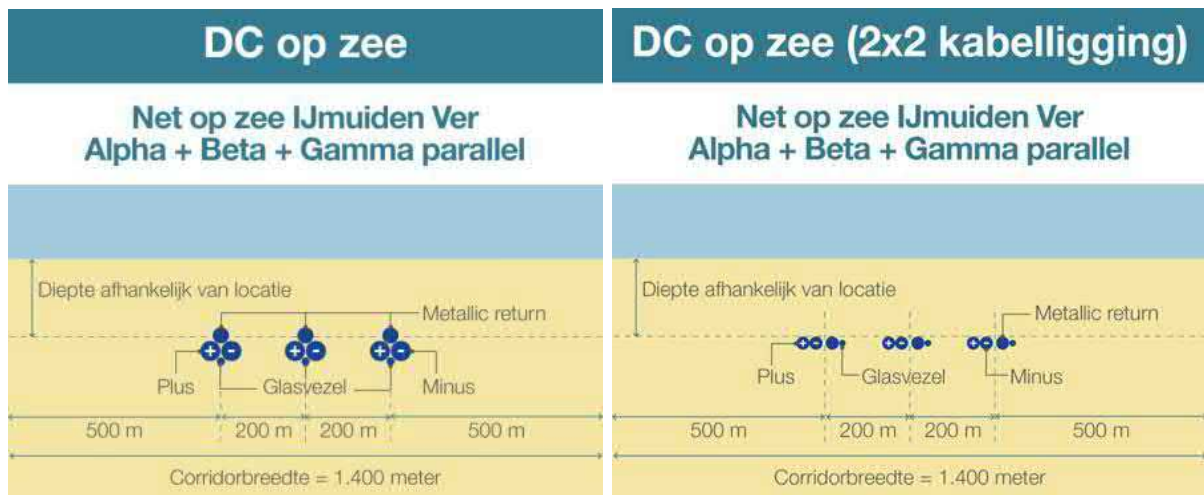 DC op zee
Net op zee IJmuiden Ver
Alpha + Beta + Gamma parallel
Diepte afhankelijk van locatie
Metallic return
+ - + - + -
Plus
Glasvezel
Minus
500 m
200 m
200 m
500 m
Corridorbreedte = 1.400 meter
DC op zee (2x2 kabelligging)
Net op zee IJmuiden Ver
Alpha + Beta + Gamma parallel
Diepte afhankelijk van locatie
Metallic return
+ - + - + -
Plus
Glasvezel
Minus
500 m
200 m
200 m
500 m
Corridorbreedte = 1.400 meter